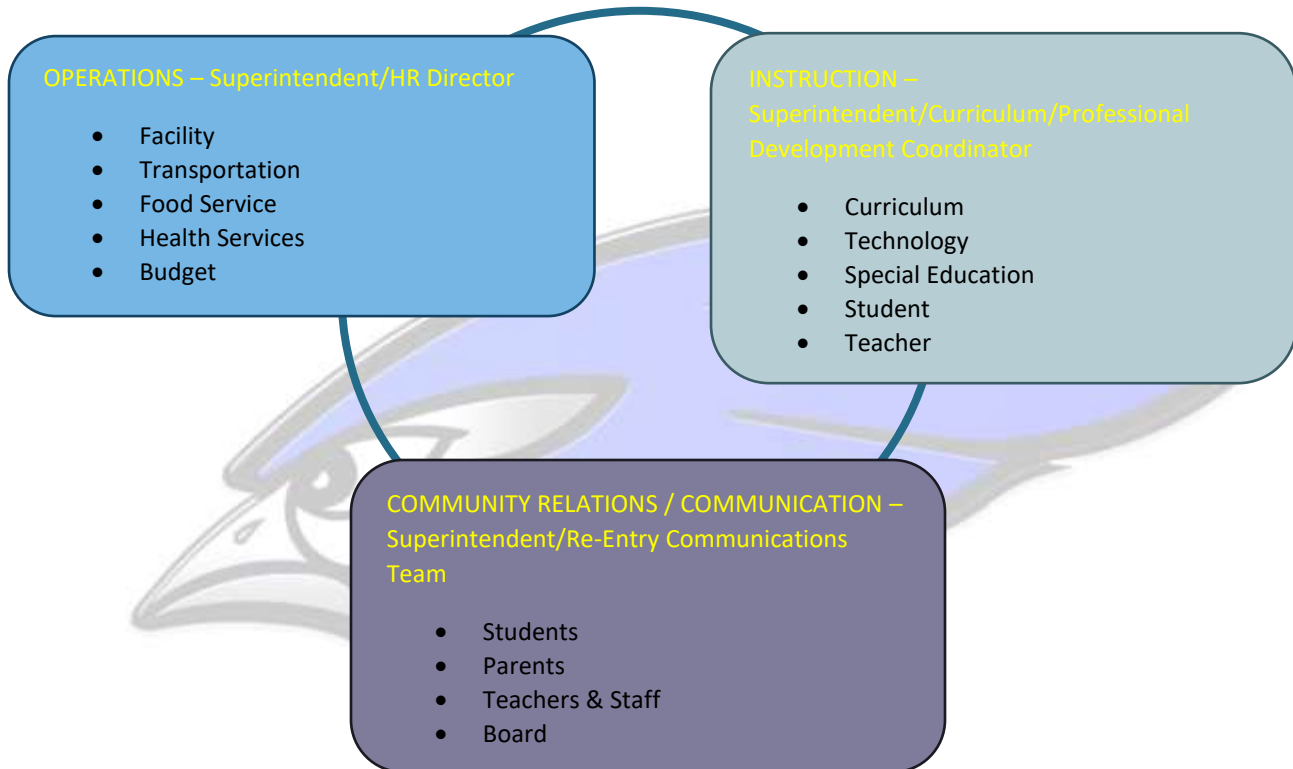 OPERATIONS – Superintendent/HR Director
• Facility
• Transportation
• Food Service
• Health Services
• Budget
INSTRUCTION –
Superintendent/Curriculum/Professional
Development Coordinator
• Curriculum
• Technology
• Special Education
• Student
• Teacher
COMMUNITY RELATIONS / COMMUNICATION –
Superintendent/Re-Entry Communications
Team
• Students
• Parents
• Teachers & Staff
• Board